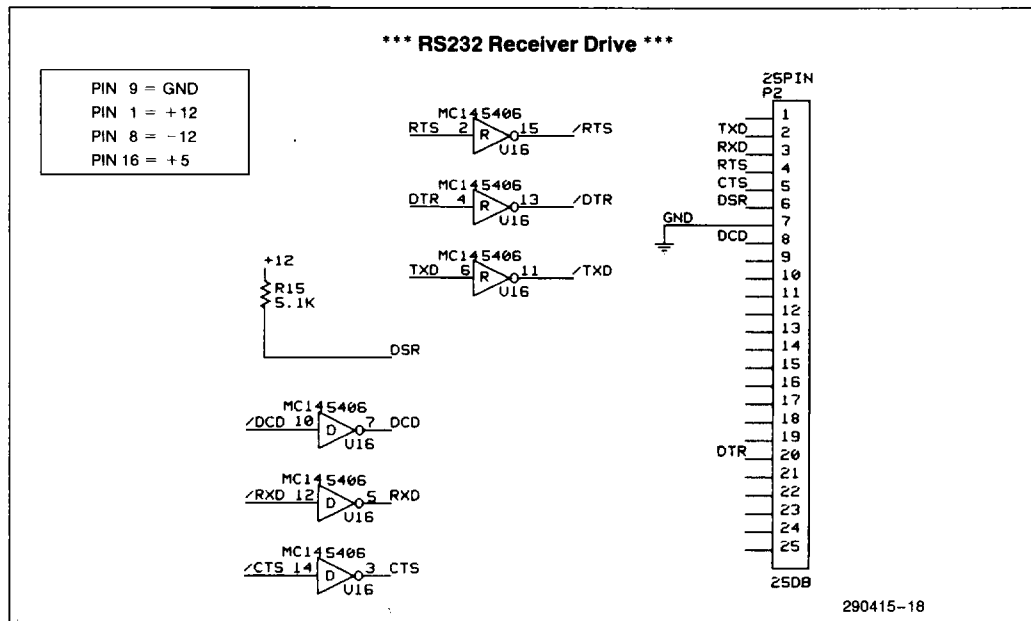 *** RS232 Receiver Drive ***
PIN 9 = GND
PIN 1 = +12
PIN 8 = -12
PIN 16 = +5
MC145406
RTS 2 R 15 /RTS
U16
MC145406
DTR 4 R 13 /DTR
U16
MC145406
TXD 6 R 11 /TXD
U16
+12
R15
5.1K
DSR
MC145406
/DCD 10 D 7 DCD
U16
MC145406
/RXD 12 D 5 RXD
U16
MC145406
/CTS 14 D 3 CTS
U16
25PIN
P2
1
TXD 2
RXD 3
RTS 4
CTS 5
DSR 6
GND 7
DCD 8
9
10
11
12
13
14
15
16
17
18
19
DTR 20
21
22
23
24
25
25DB
290415-18